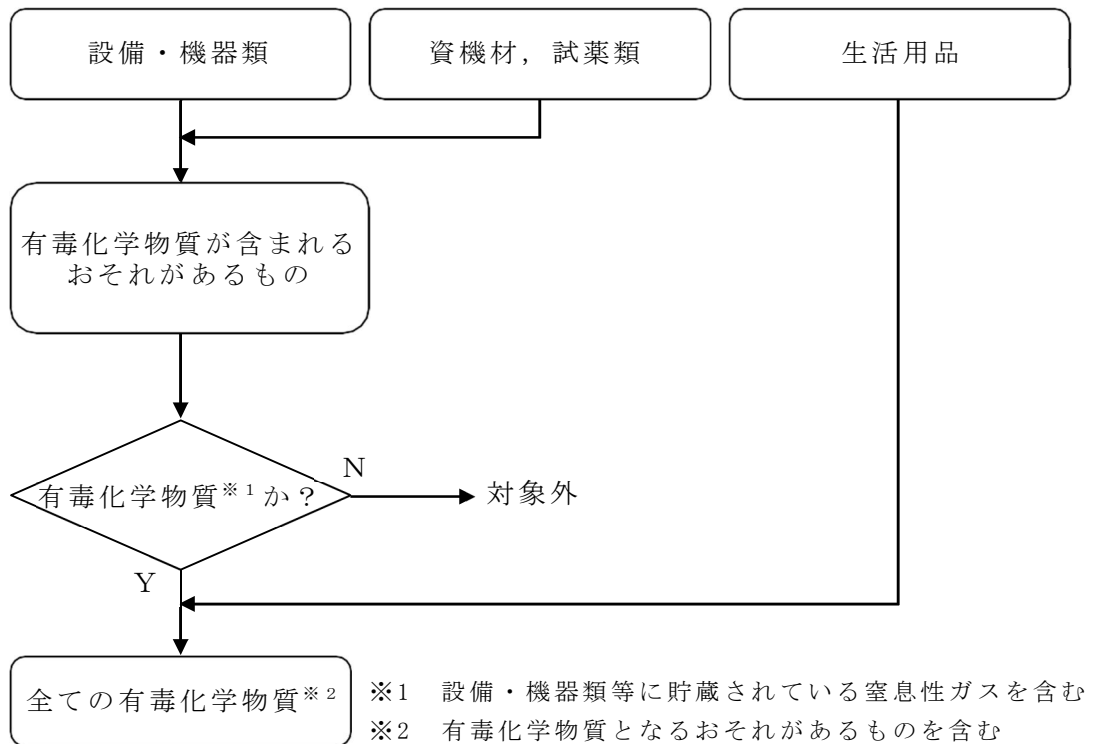 設備・機器類
資機材，試薬類
生活用品
有毒化学物質が含まれる
おそれがあるもの
有毒化学物質※1か？
N
対象外
Y
全ての有毒化学物質※2
※1 設備・機器類等に貯蔵されている窒息性ガスを含む
※2 有毒化学物質となるおそれがあるものを含む